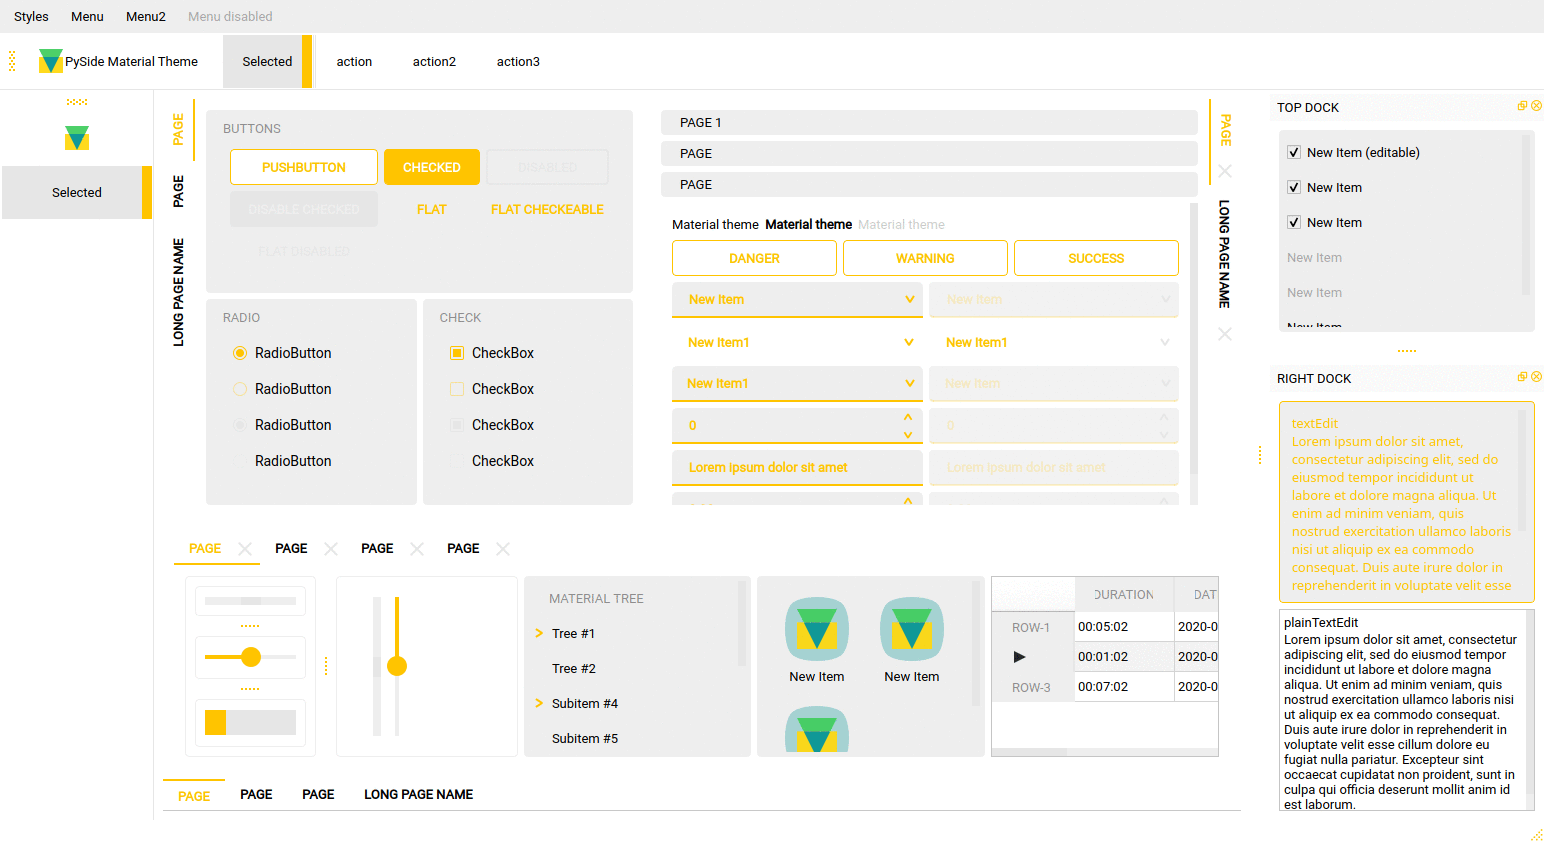 Styles Menu Menu2 Menu disabled
PySide Material Theme Selected action action2 action3
Selected
PAGE
PAGE
LONG PAGE NAME
BUTTONS
PUSHBUTTON CHECKED DISABLED
DISABLE CHECKED FLAT FLAT CHECKEABLE
FLAT DISABLED
RADIO
RadioButton
RadioButton
RadioButton
RadioButton
CHECK
CheckBox
CheckBox
CheckBox
CheckBox
PAGE 1
PAGE
PAGE
Material theme Material theme Material theme
DANGER WARNING SUCCESS
New Item New Item
New Item1 New Item1
New Item1 New Item
0 0
Lorem ipsum dolor sit amet Lorem ipsum dolor sit amet
PAGE
LONG PAGE NAME
TOP DOCK
New Item (editable)
New Item
New Item
New Item
New Item
New Item
RIGHT DOCK
textEdit
Lorem ipsum dolor sit amet,
consectetur adipiscing elit, sed do
eiusmod tempor incididunt ut
labore et dolore magna aliqua. Ut
enim ad minim veniam, quis
nostrud exercitation ullamco laboris
nisi ut aliquip ex ea commodo
consequat. Duis aute irure dolor in
reprehenderit in voluptate velit esse
plainTextEdit
Lorem ipsum dolor sit amet, consectetur
adipiscing elit, sed do eiusmod tempor
incididunt ut labore et dolore magna
aliqua. Ut enim ad minim veniam, quis
nostrud exercitation ullamco laboris nisi
ut aliquip ex ea commodo consequat.
Duis aute irure dolor in reprehenderit in
voluptate velit esse cillum dolore eu
fugiat nulla pariatur. Excepteur sint
occaecat cupidatat non proident, sunt in
culpa qui officia deserunt mollit anim id
est laborum.
PAGE PAGE PAGE PAGE
MATERIAL TREE
Tree #1
Tree #2
Subitem #4
Subitem #5
New Item New Item
DURATION DAT
ROW-1 00:05:02 2020-0
00:01:02 2020-0
ROW-3 00:07:02 2020-0
PAGE PAGE PAGE LONG PAGE NAME